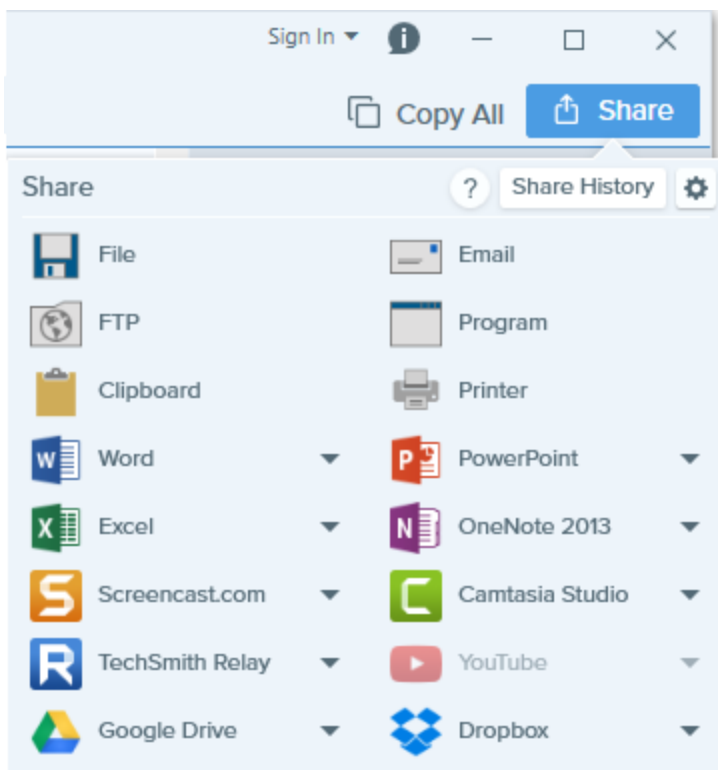 Sign In
Copy All Share
Share ? Share History
File Email
FTP Program
Clipboard Printer
Word PowerPoint
Excel OneNote 2013
Screencast.com Camtasia Studio
TechSmith Relay YouTube
Google Drive Dropbox